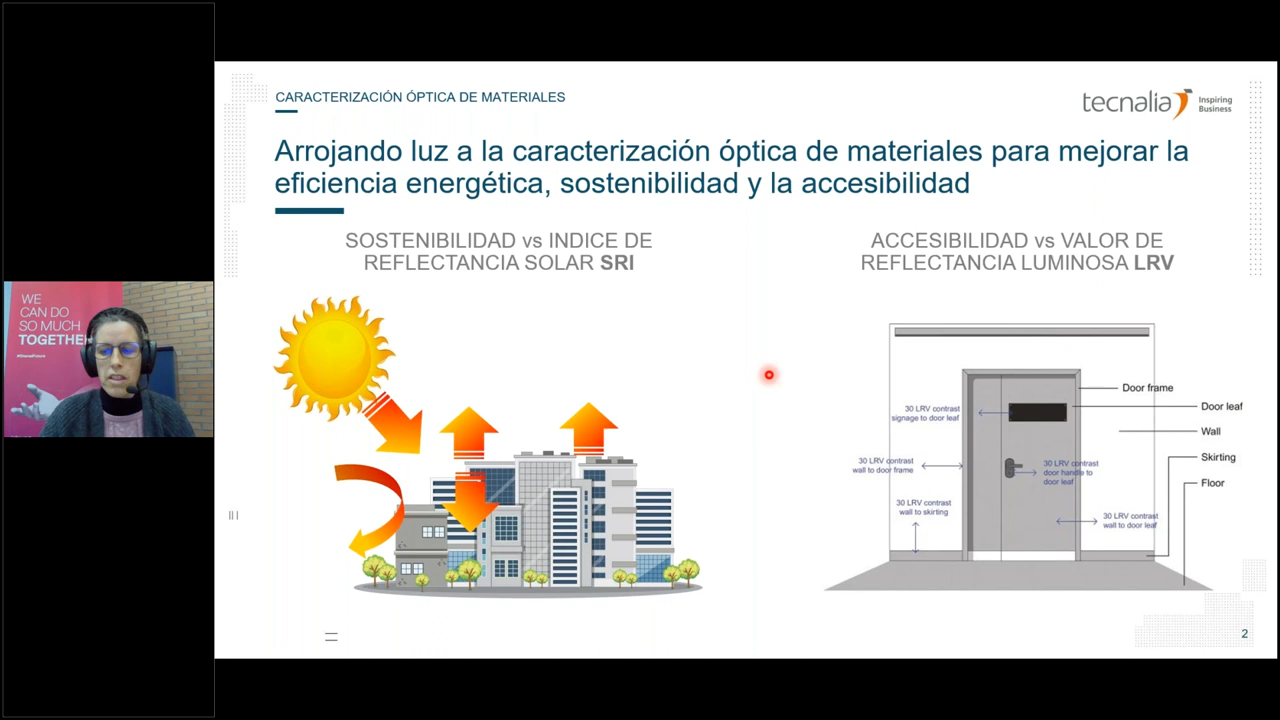 CARACTERIZACIÓN ÓPTICA DE MATERIALES
tecnalia Inspiring
Business
Arrojando luz a la caracterización óptica de materiales para mejorar la
eficiencia energética, sostenibilidad y la accesibilidad
SOSTENIBILIDAD vs INDICE DE
REFLECTANCIA SOLAR SRI
ACCESIBILIDAD vs VALOR DE
REFLECTANCIA LUMINOSA LRV
WE
CAN DO
SO MUCH
TOGETHE
Door frame
Door leaf
Wall
Skirting
Floor
30 LRV contrast
signage to door leaf
30 LRV contrast
wall to door frame
30 LRV contrast
door handle to
door leaf
30 LRV contrast
wall to skirting
30 LRV contrast
wall to door leaf
2